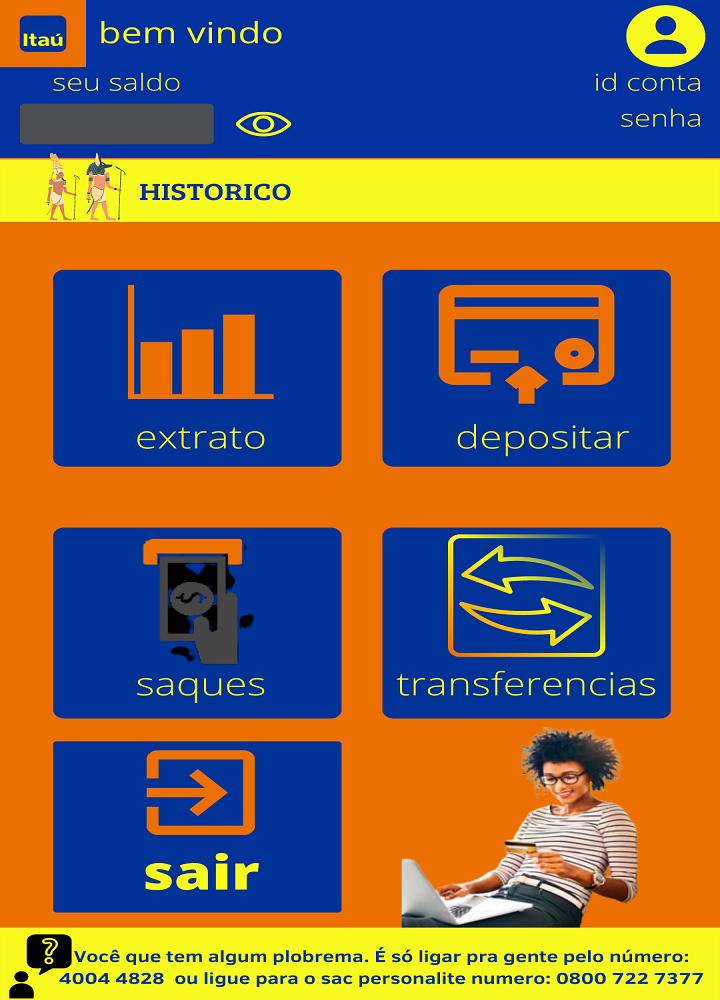 Itaú
bem vindo
seu saldo
id conta
senha
HISTORICO
extrato
depositar
saques
transferencias
sair
Você que tem algum plobrema. É só ligar pra gente pelo número:
4004 4828 ou ligue para o sac personalite numero: 0800 722 7377